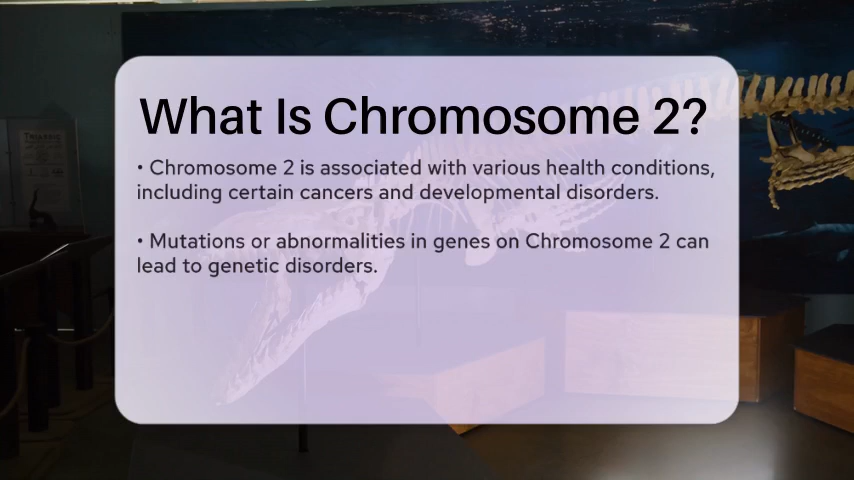 What Is Chromosome 2?
• Chromosome 2 is associated with various health conditions,
including certain cancers and developmental disorders.
• Mutations or abnormalities in genes on Chromosome 2 can
lead to genetic disorders.